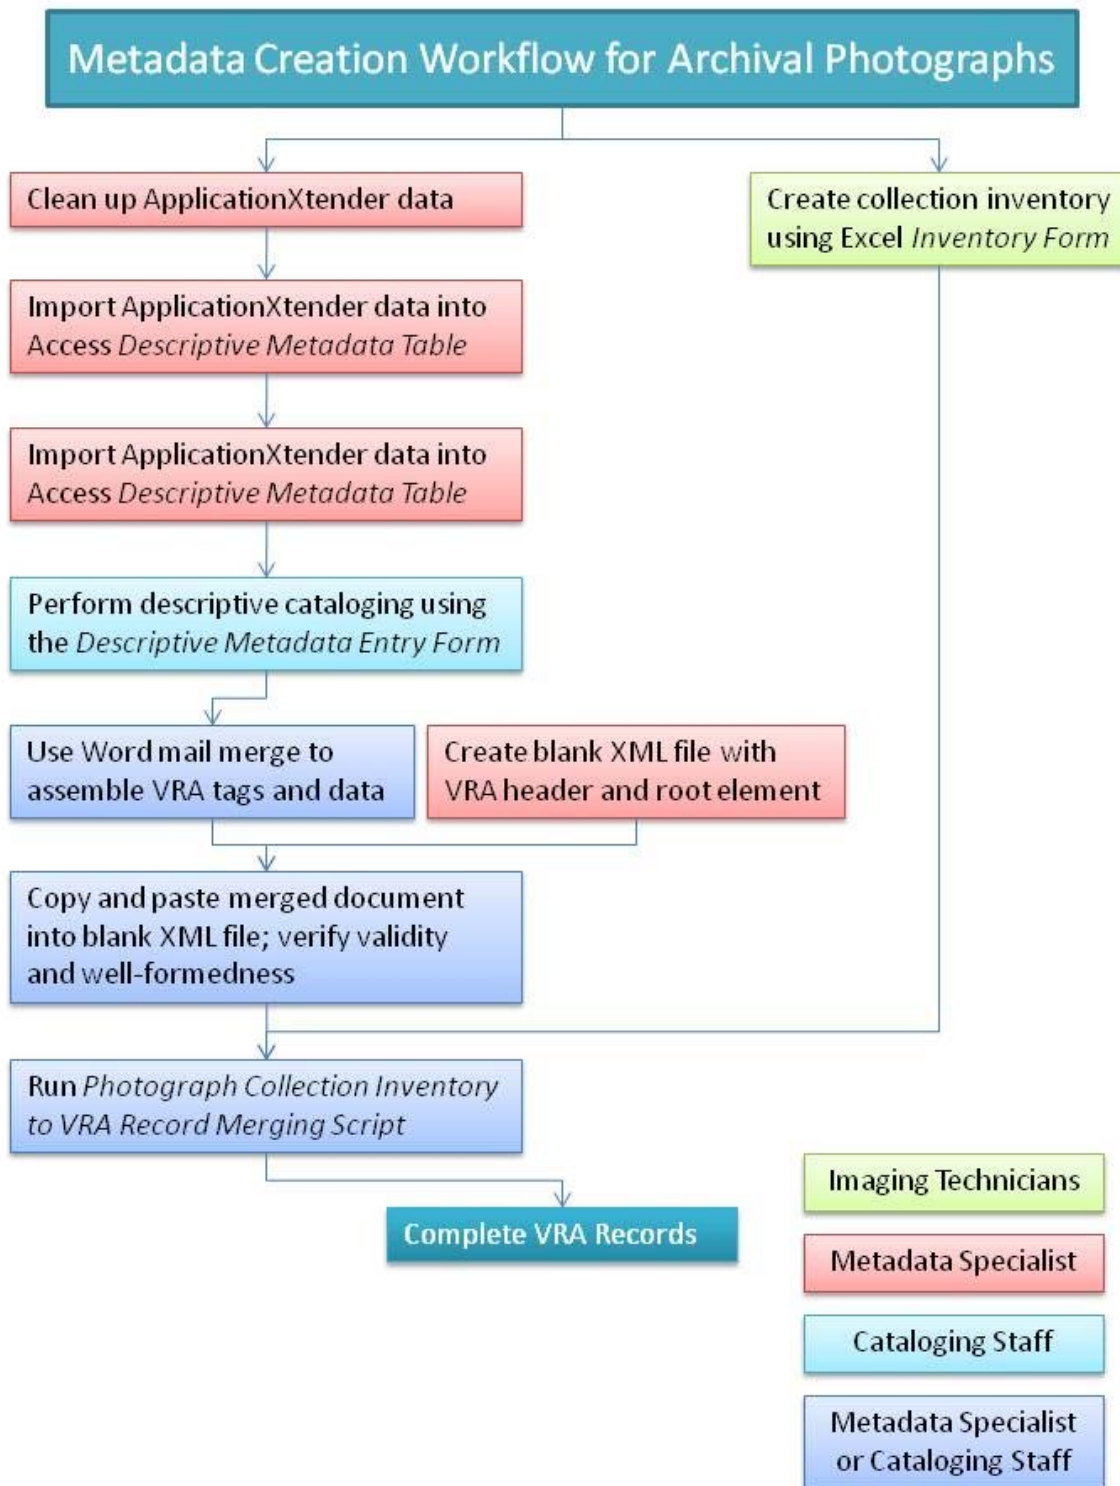 Metadata Creation Workflow for Archival Photographs
Clean up ApplicationXtender data
Create collection inventory
using Excel Inventory Form
Import ApplicationXtender data into
Access Descriptive Metadata Table
Import ApplicationXtender data into
Access Descriptive Metadata Table
Perform descriptive cataloging using
the Descriptive Metadata Entry Form
Use Word mail merge to
assemble VRA tags and data
Create blank XML file with
VRA header and root element
Copy and paste merged document
into blank XML file; verify validity
and well-formedness
Run Photograph Collection Inventory
to VRA Record Merging Script
Complete VRA Records
Imaging Technicians
Metadata Specialist
Cataloging Staff
Metadata Specialist
or Cataloging Staff